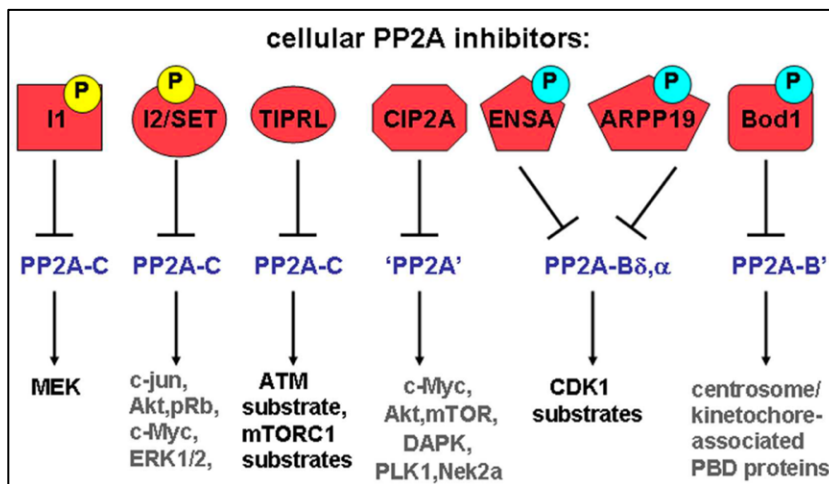 cellular PP2A inhibitors:
P P P P P
I1 I2/SET TIPRL CIP2A ENSA ARPP19 Bod1
PP2A-C PP2A-C PP2A-C ‘PP2A’ PP2A-Bδ,α PP2A-B’
MEK
c-jun,
Akt,pRb,
c-Myc,
ERK1/2,
ATM
substrate,
mTORC1
substrates
c-Myc,
Akt,mTOR,
DAPK,
PLK1,Nek2a
CDK1
substrates
centrosome/
kinetochore-
associated
PBD proteins